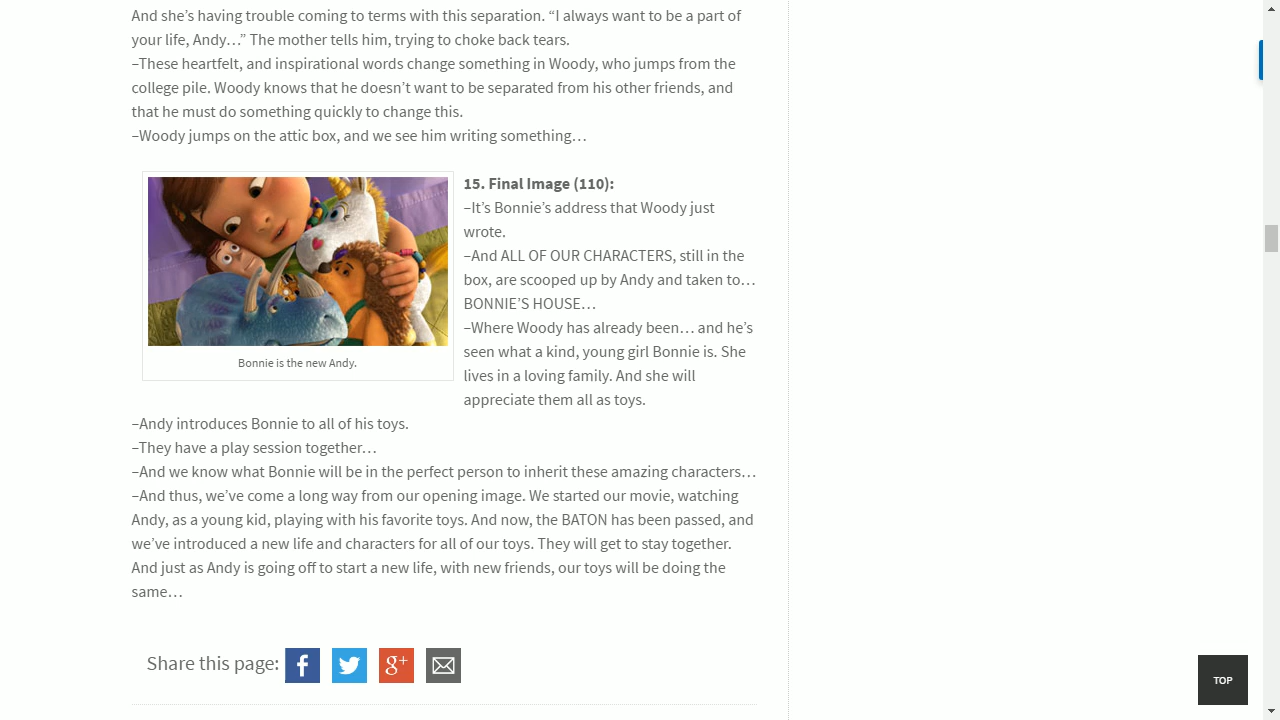 And she’s having trouble coming to terms with this separation. “I always want to be a part of
your life, Andy…” The mother tells him, trying to choke back tears.
–These heartfelt, and inspirational words change something in Woody, who jumps from the
college pile. Woody knows that he doesn’t want to be separated from his other friends, and
that he must do something quickly to change this.
–Woody jumps on the attic box, and we see him writing something…
15. Final Image (110):
–It’s Bonnie’s address that Woody just
wrote.
–And ALL OF OUR CHARACTERS, still in the
box, are scooped up by Andy and taken to…
BONNIE’S HOUSE…
–Where Woody has already been… and he’s
seen what a kind, young girl Bonnie is. She
lives in a loving family. And she will
appreciate them all as toys.
Bonnie is the new Andy.
–Andy introduces Bonnie to all of his toys.
–They have a play session together…
–And we know what Bonnie will be in the perfect person to inherit these amazing characters…
–And thus, we’ve come a long way from our opening image. We started our movie, watching
Andy, as a young kid, playing with his favorite toys. And now, the BATON has been passed, and
we’ve introduced a new life and characters for all of our toys. They will get to stay together.
And just as Andy is going off to start a new life, with new friends, our toys will be doing the
same…
Share this page:
TOP